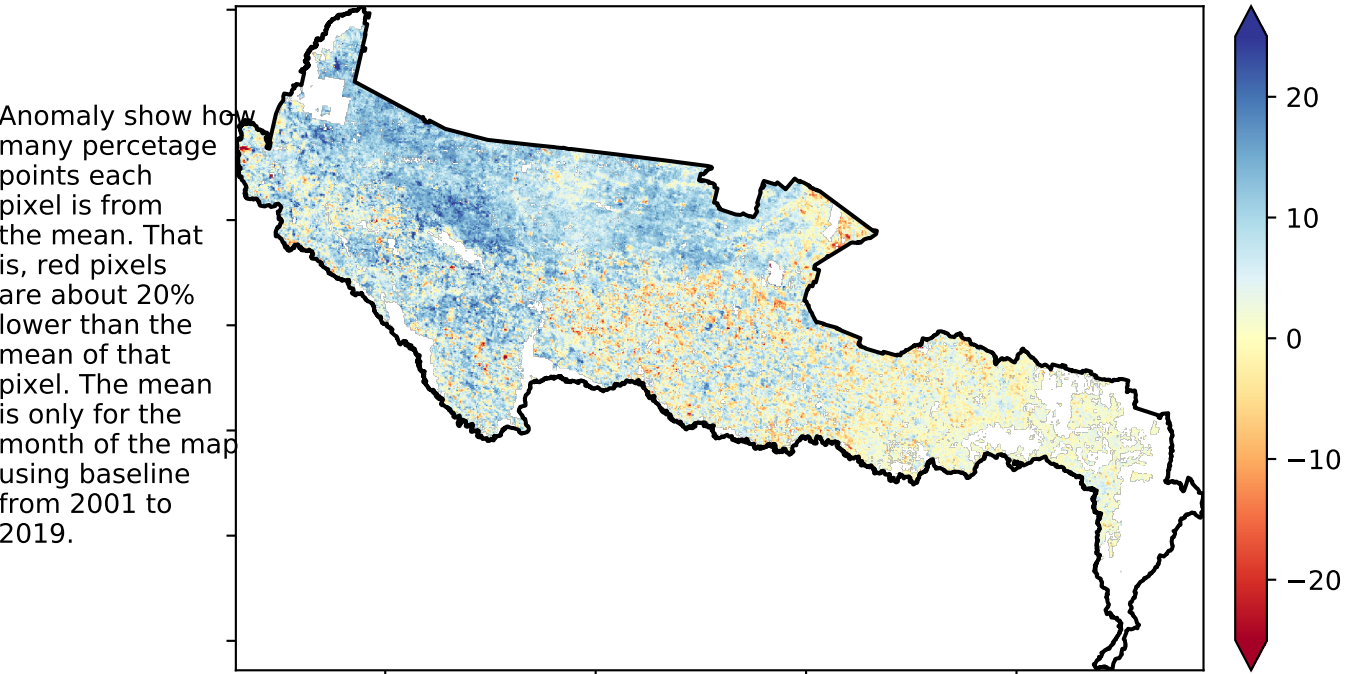 Anomaly show how
many percetage
points each
pixel is from
the mean. That
is, red pixels
are about 20%
lower than the
mean of that
pixel. The mean
is only for the
month of the map
using baseline
from 2001 to
2019.
20
10
0
−10
−20